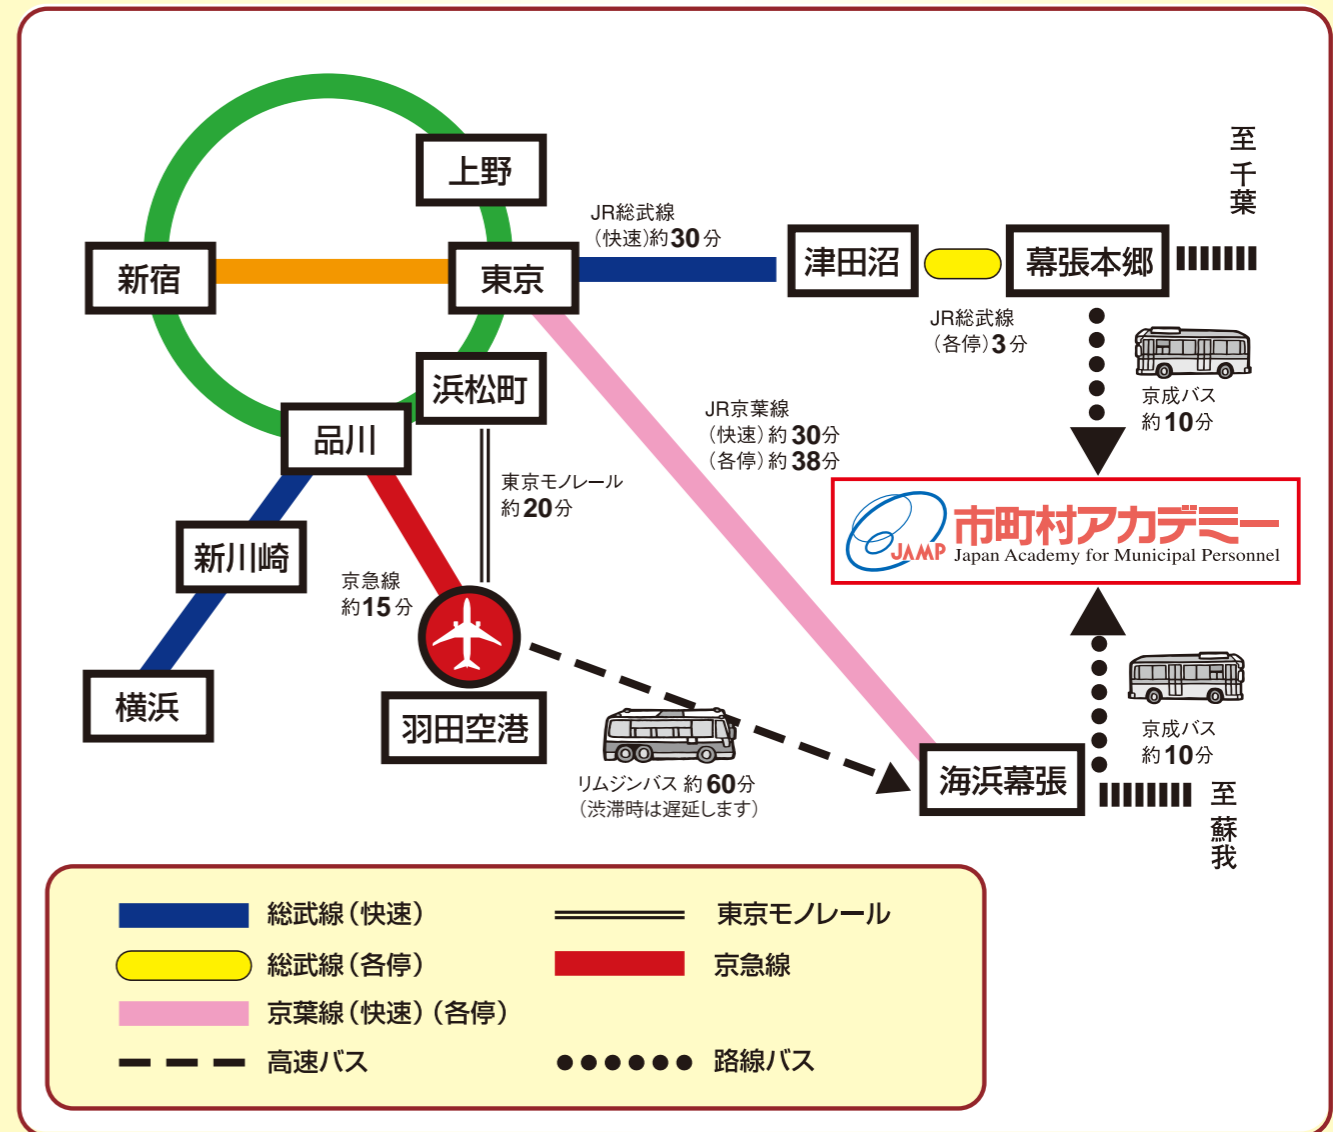 上野
新宿
東京
JR総武線
（快速）約30分
津田沼
幕張本郷
至千葉
JR総武線
（各停）3分
京成バス
約10分
浜松町
品川
JR京葉線
（快速）約30分
（各停）約38分
東京モノレール
約20分
JAMP
市町村アカデミー
Japan Academy for Municipal Personnel
新川崎
京急線
約15分
横浜
羽田空港
リムジンバス 約60分
（渋滞時は遅延します）
海浜幕張
京成バス
約10分
至蘇我
総武線（快速）
東京モノレール
総武線（各停）
京急線
京葉線（快速）（各停）
高速バス
路線バス